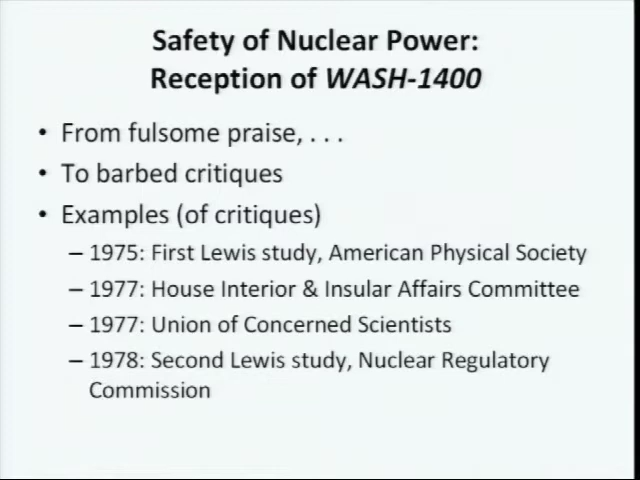 Safety of Nuclear Power:
Reception of WASH-1400
• From fulsome praise, . . .
• To barbed critiques
• Examples (of critiques)
– 1975: First Lewis study, American Physical Society
– 1977: House Interior & Insular Affairs Committee
– 1977: Union of Concerned Scientists
– 1978: Second Lewis study, Nuclear Regulatory
Commission